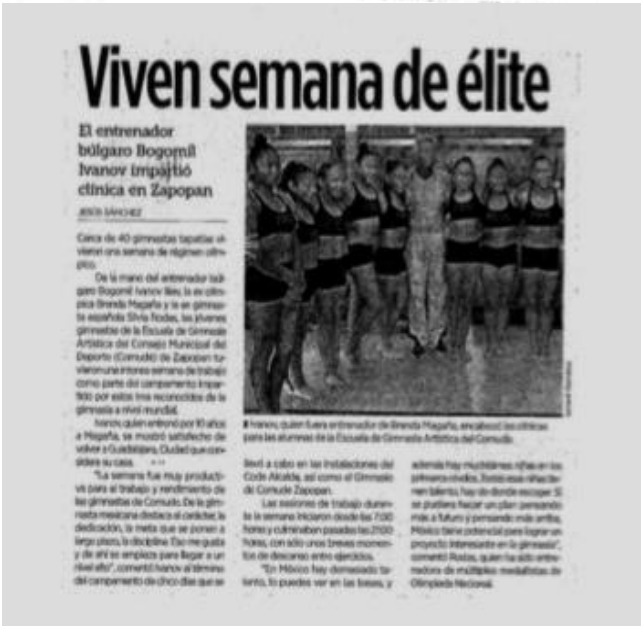 Viven semana de élite
El entrenador
búlgaro Bogomil
Ivanov impartió
clínica en Zapopan
JESÚS SÁNCHEZ
Cerca de 40 gimnastas tapatías vi-
vieron una semana de régimen olím-
pico.
De la mano del entrenador búl-
garo Bogomil Ivanov Iliev, la ex olím-
pica Brenda Magaña y la ex gimnas-
ta española Silvia Rodas, las jóvenes
gimnastas de la Escuela de Gimnasia
Artística del Consejo Municipal del
Deporte (Comude) de Zapopan tu-
vieron una intensa semana de trabajo
como parte del campamento impar-
tido por estos tres reconocidos de la
gimnasia a nivel mundial.
Ivanov, quien entrenó por 10 años
a Magaña, se mostró satisfecho de
volver a Guadalajara, Ciudad que con-
sidera su casa.
"La semana fue muy producti-
va para el trabajo y rendimiento de
las gimnastas de Comude. De la gim-
nasta mexicana destaca el carácter, la
dedicación, la meta que se ponen a
largo plazo, la disciplina. Eso me gusta
y de ahí se empieza para llegar a un
nivel alto", comentó Ivanov al término
del campamento de cinco días que se
Ivanov, quien fuera entrenador de Brenda Magaña, encabezó las clínicas
para las alumnas de la Escuela de Gimnasia Artística del Comude.
llevó a cabo en las instalaciones del
Code Alcalde, así como el Gimnasio
de Comude Zapopan.
Las sesiones de trabajo duran-
te la semana iniciaron desde las 7:00
horas y culminaban pasadas las 21:00
horas, con sólo unos breves momen-
tos de descanso entre ejercicios.
"En México hay demasiado ta-
lento, lo puedes ver en las bases, y
además hay muchísimas niñas en los
primeros niveles. Todas esas niñas tie-
nen talento, hay de donde escoger. Si
se pudiera hacer un plan pensando
más a futuro y pensando más arriba,
México tiene potencial para lograr un
proyecto interesante en la gimnasia",
comentó Rodas, quien ha sido entre-
nadora de múltiples medallistas de
Olimpiada Nacional.